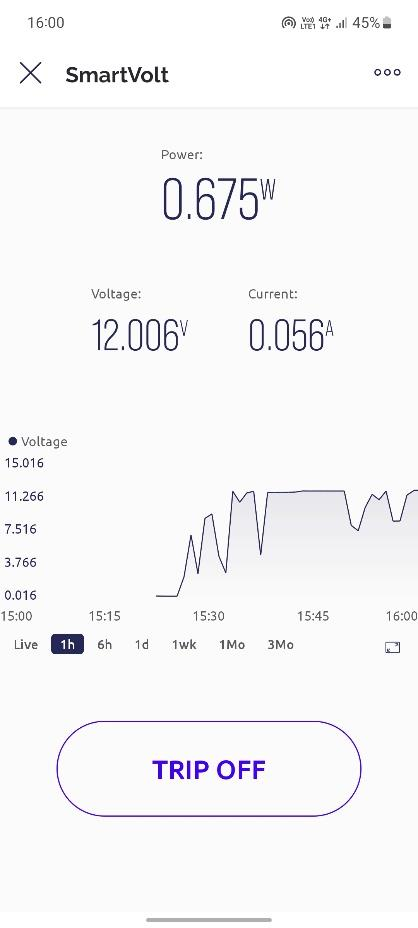 16:00
Vo) 4G+
LTE1
45%
SmartVolt
Power:
0.675W
Voltage: Current:
12.006V 0.056A
Voltage
15.016
11.266
7.516
3.766
0.016
15:00 15:15 15:30 15:45 16:00
Live 1h 6h 1d 1wk 1Mo 3Mo
TRIP OFF